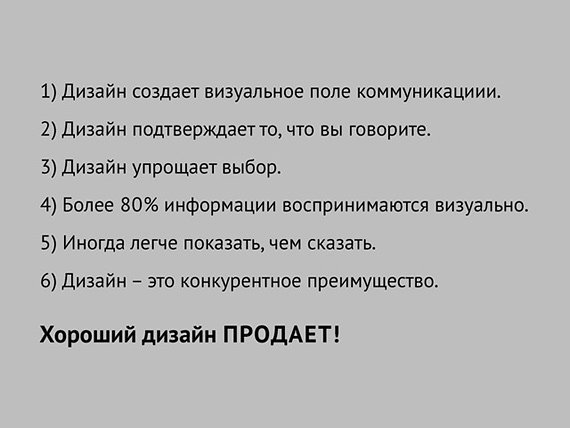 1) Дизайн создает визуальное поле коммуникациии.
2) Дизайн подтверждает то, что вы говорите.
3) Дизайн упрощает выбор.
4) Более 80% информации воспринимаются визуально.
5) Иногда легче показать, чем сказать.
6) Дизайн – это конкурентное преимущество.
Хороший дизайн ПРОДАЕТ!